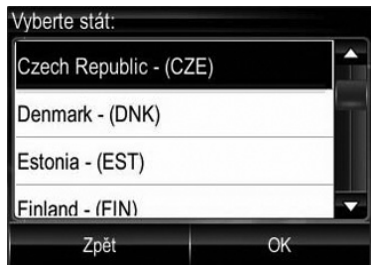 Vyberte stát:
Czech Republic - (CZE)
Denmark - (DNK)
Estonia - (EST)
Finland - (FIN)
Zpět OK